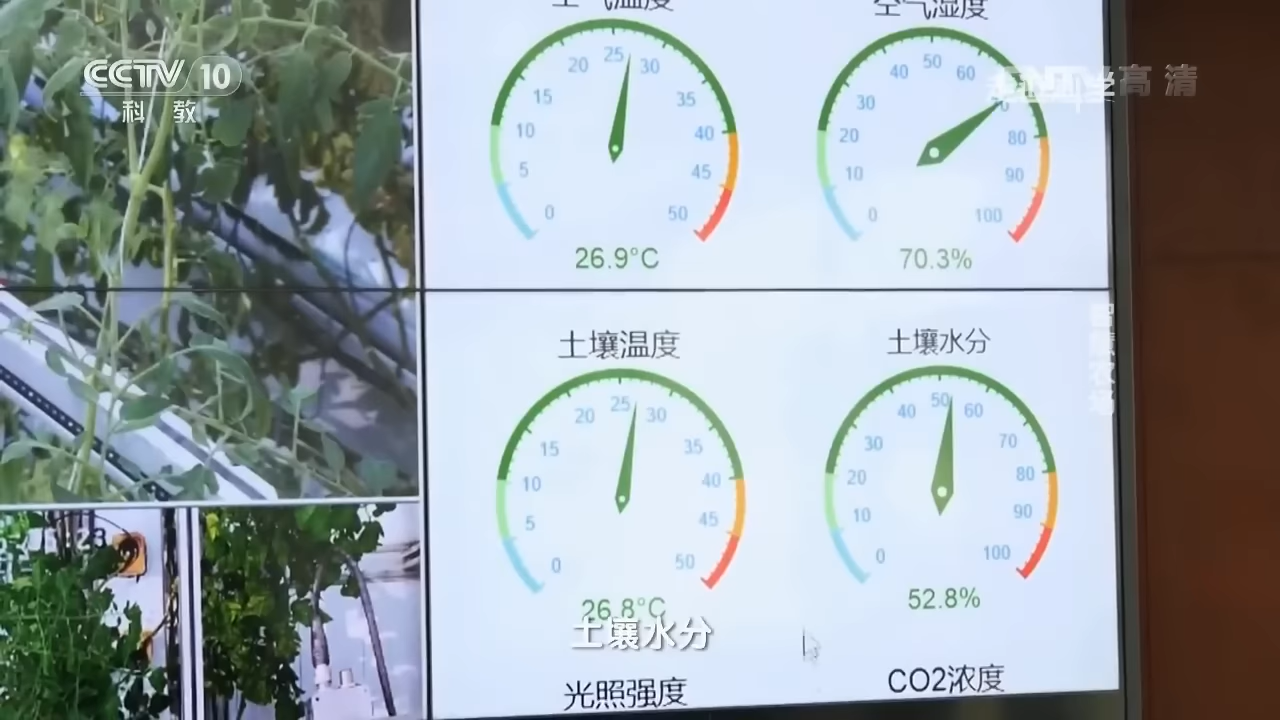 空气温度
空气湿度
CCTV 10
科 教
高 清
0 5 10 15 20 25 30 35 40 45 50
26.9°C
0 10 20 30 40 50 60 80 90 100
70.3%
土壤温度
土壤水分
0 5 10 15 20 25 30 35 40 45 50
26.8°C
0 10 20 30 40 50 60 70 80 90 100
52.8%
土壤水分
光照强度
CO2浓度